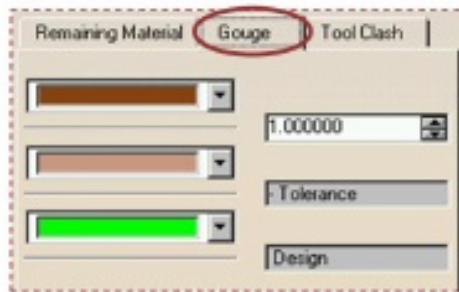 Remaining Material Gouge Tool Clash
1.000000
- Tolerance
Design